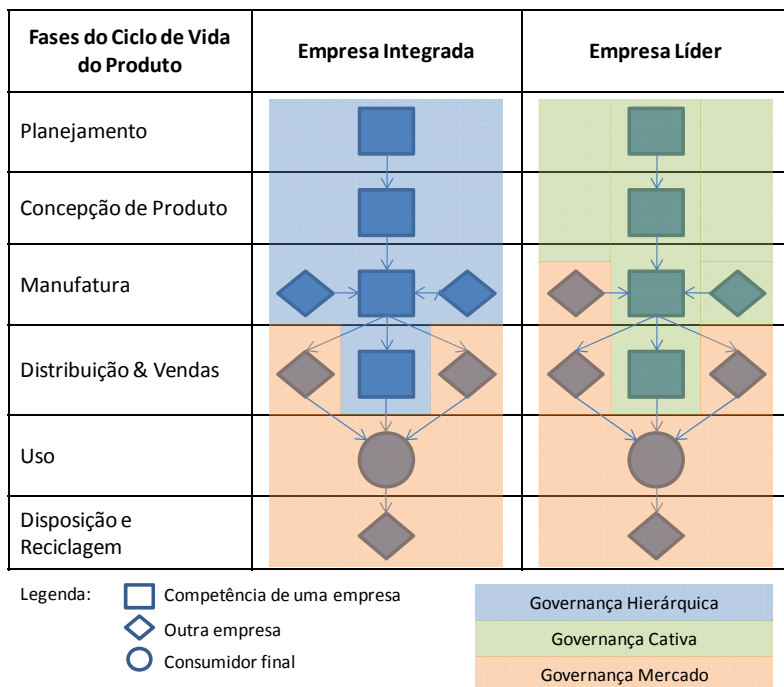 Fases do Ciclo de Vida
do Produto
Empresa Integrada
Empresa Líder
Planejamento
Concepção de Produto
Manufatura
Distribuição & Vendas
Uso
Disposição e
Reciclagem
Legenda:
Competência de uma empresa
Outra empresa
Consumidor final
Governança Hierárquica
Governança Cativa
Governança Mercado